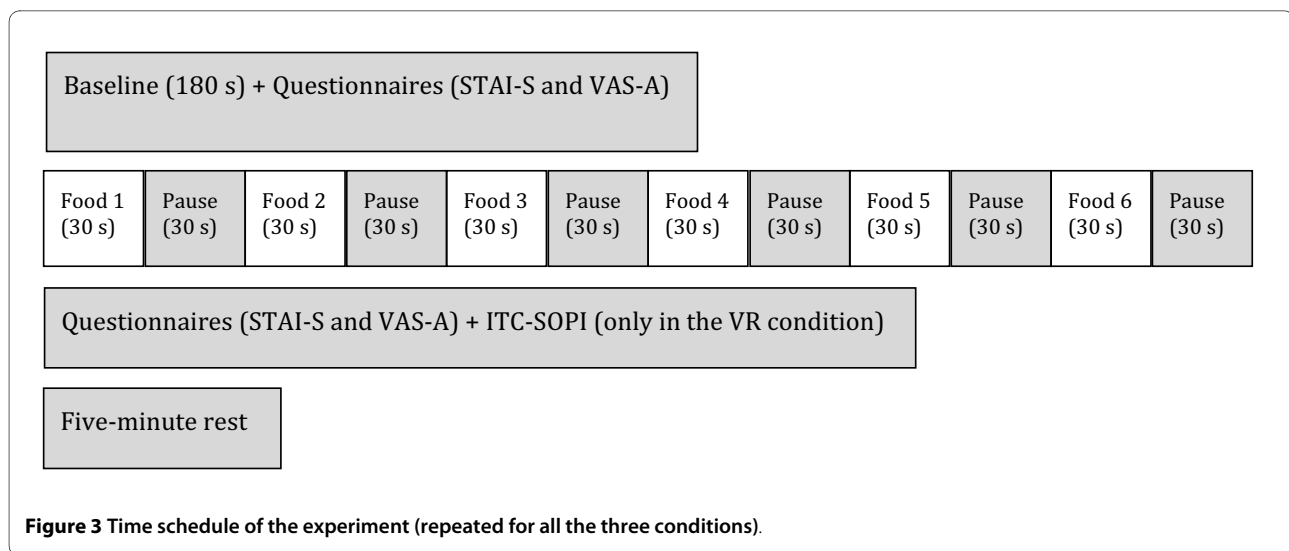 Baseline (180 s) + Questionnaires (STAI-S and VAS-A)
Food 1
(30 s)
Pause
(30 s)
Food 2
(30 s)
Pause
(30 s)
Food 3
(30 s)
Pause
(30 s)
Food 4
(30 s)
Pause
(30 s)
Food 5
(30 s)
Pause
(30 s)
Food 6
(30 s)
Pause
(30 s)
Questionnaires (STAI-S and VAS-A) + ITC-SOPI (only in the VR condition)
Five-minute rest
Figure 3 Time schedule of the experiment (repeated for all the three conditions).